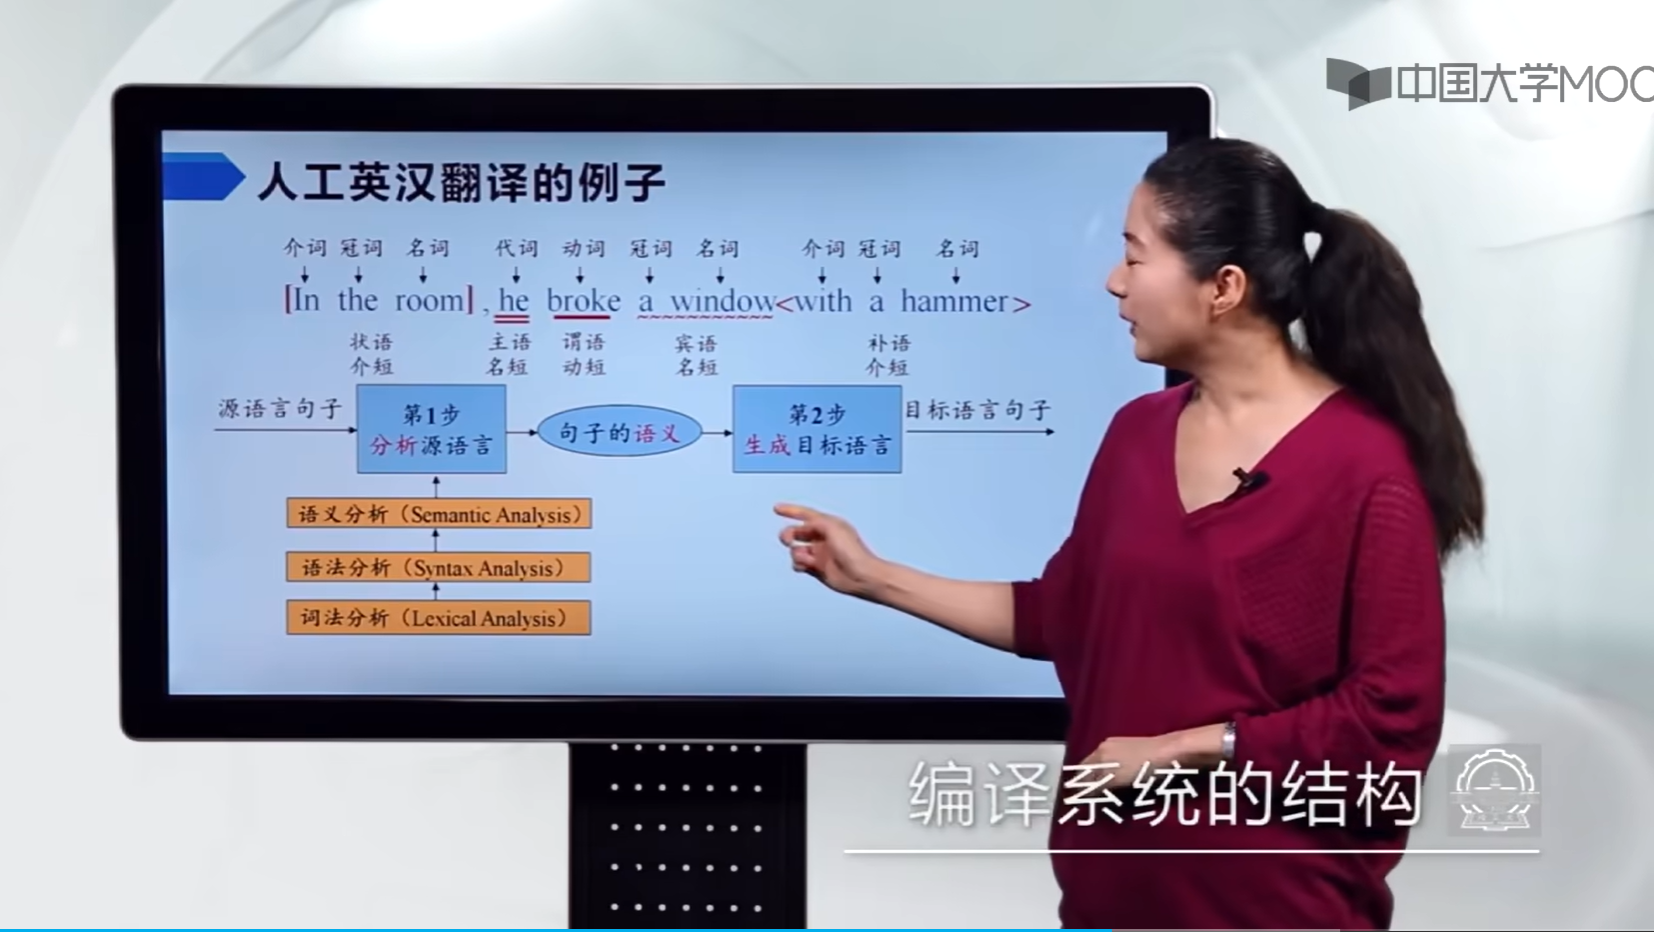 中国大学MOO
人工英汉翻译的例子
介词 冠词 名词 代词 动词 冠词 名词 介词 冠词 名词
[In the room], he broke a window<with a hammer>
状语 主语 谓语 宾语 补语
介短 名短 动短 名短 介短
源语言句子
第1步
分析源语言
句子的语义
第2步
生成目标语言
目标语言句子
语义分析（Semantic Analysis）
语法分析（Syntax Analysis）
词法分析（Lexical Analysis）
编译系统的结构